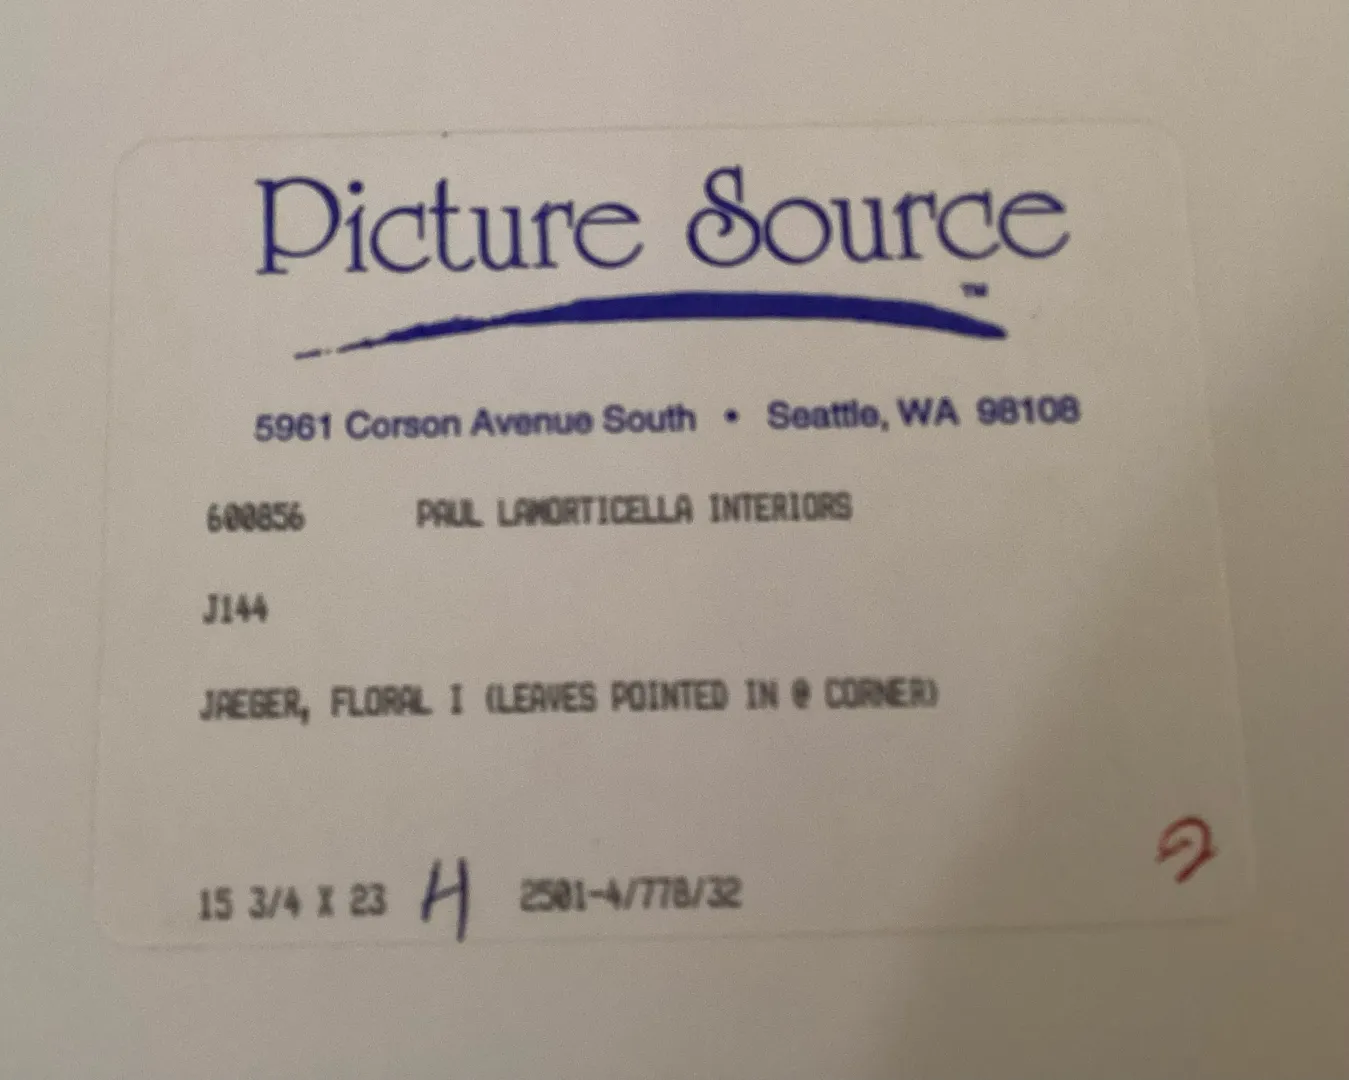 Picture Source
TM
5961 Corson Avenue South • Seattle, WA 98108
600856 PAUL LAMORTICELLA INTERIORS
J144
JAEGER, FLORAL I (LEAVES POINTED IN @ CORNER)
15 3/4 X 23 H 2501-4/778/32